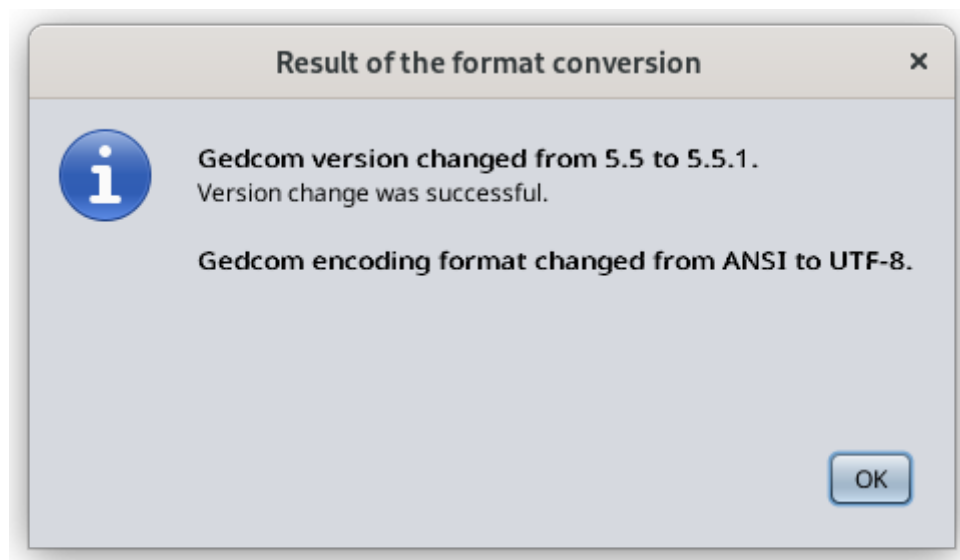 Result of the format conversion
Gedcom version changed from 5.5 to 5.5.1.
Version change was successful.
Gedcom encoding format changed from ANSI to UTF-8.
OK